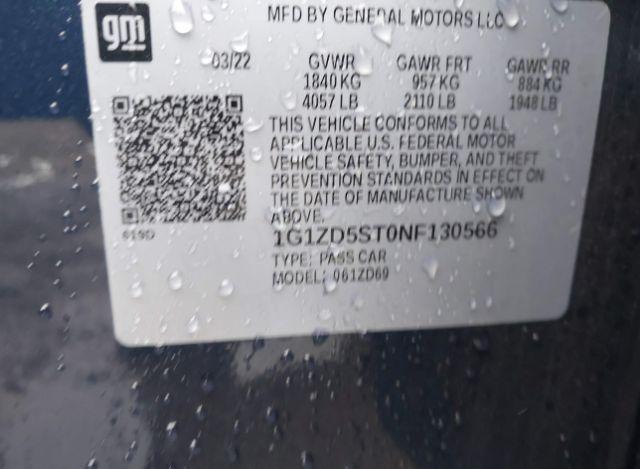 gm
MFD BY GENERAL MOTORS LLC
03/22 GVWR GAWR FRT GAWR RR
1840 KG 957 KG 884 KG
4057 LB 2110 LB 1948 LB
THIS VEHICLE CONFORMS TO ALL
APPLICABLE U.S. FEDERAL MOTOR
VEHICLE SAFETY, BUMPER, AND THEFT
PREVENTION STANDARDS IN EFFECT ON
THE DATE OF MANUFACTURE SHOWN
ABOVE.
1G1ZD5ST0NF130566
TYPE: PASS CAR
MODEL: